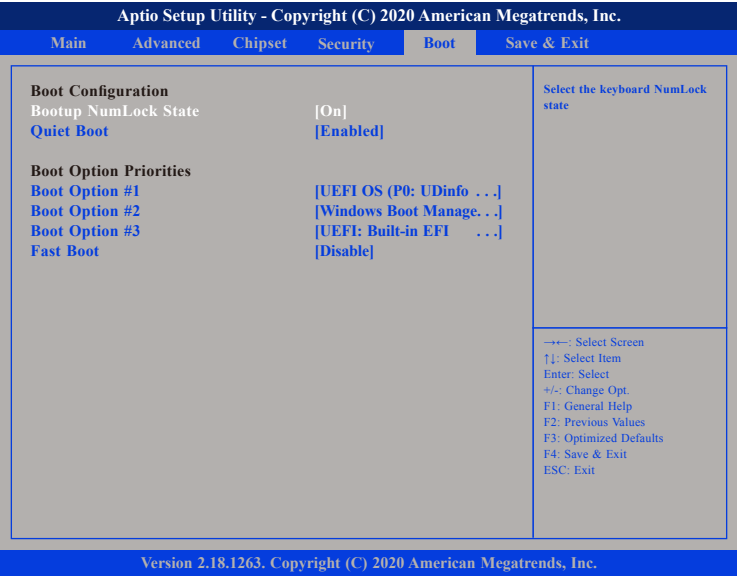 Aptio Setup Utility - Copyright (C) 2020 American Megatrends, Inc.
Main Advanced Chipset Security Boot Save & Exit
Boot Configuration
Bootup NumLock State [On]
Quiet Boot [Enabled]
Boot Option Priorities
Boot Option #1 [UEFI OS (P0: UDinfo . . .]
Boot Option #2 [Windows Boot Manage. . .]
Boot Option #3 [UEFI: Built-in EFI . . .]
Fast Boot [Disable]
Select the keyboard NumLock
state
→←: Select Screen
↑↓: Select Item
Enter: Select
+/-: Change Opt.
F1: General Help
F2: Previous Values
F3: Optimized Defaults
F4: Save & Exit
ESC: Exit
Version 2.18.1263. Copyright (C) 2020 American Megatrends, Inc.